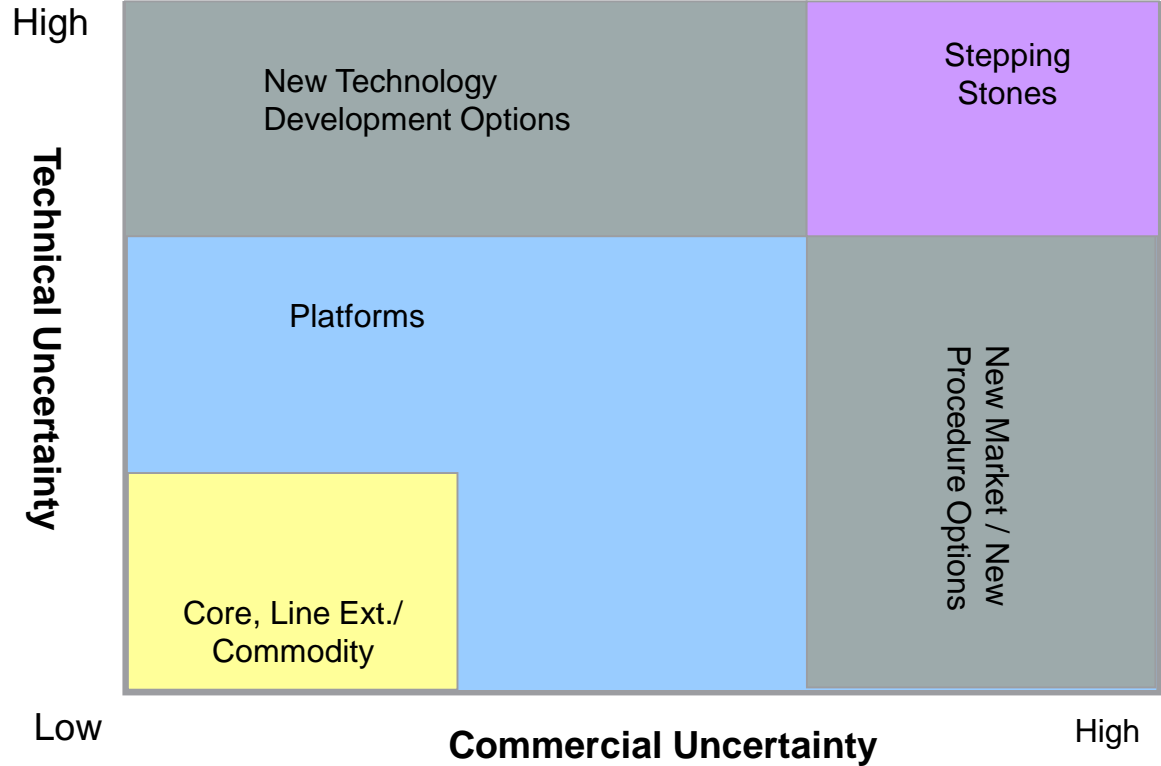 High
New Technology
Development Options
Stepping
Stones
Technical Uncertainty
Platforms
New Market / New
Procedure Options
Core, Line Ext./
Commodity
Low
Commercial Uncertainty
High